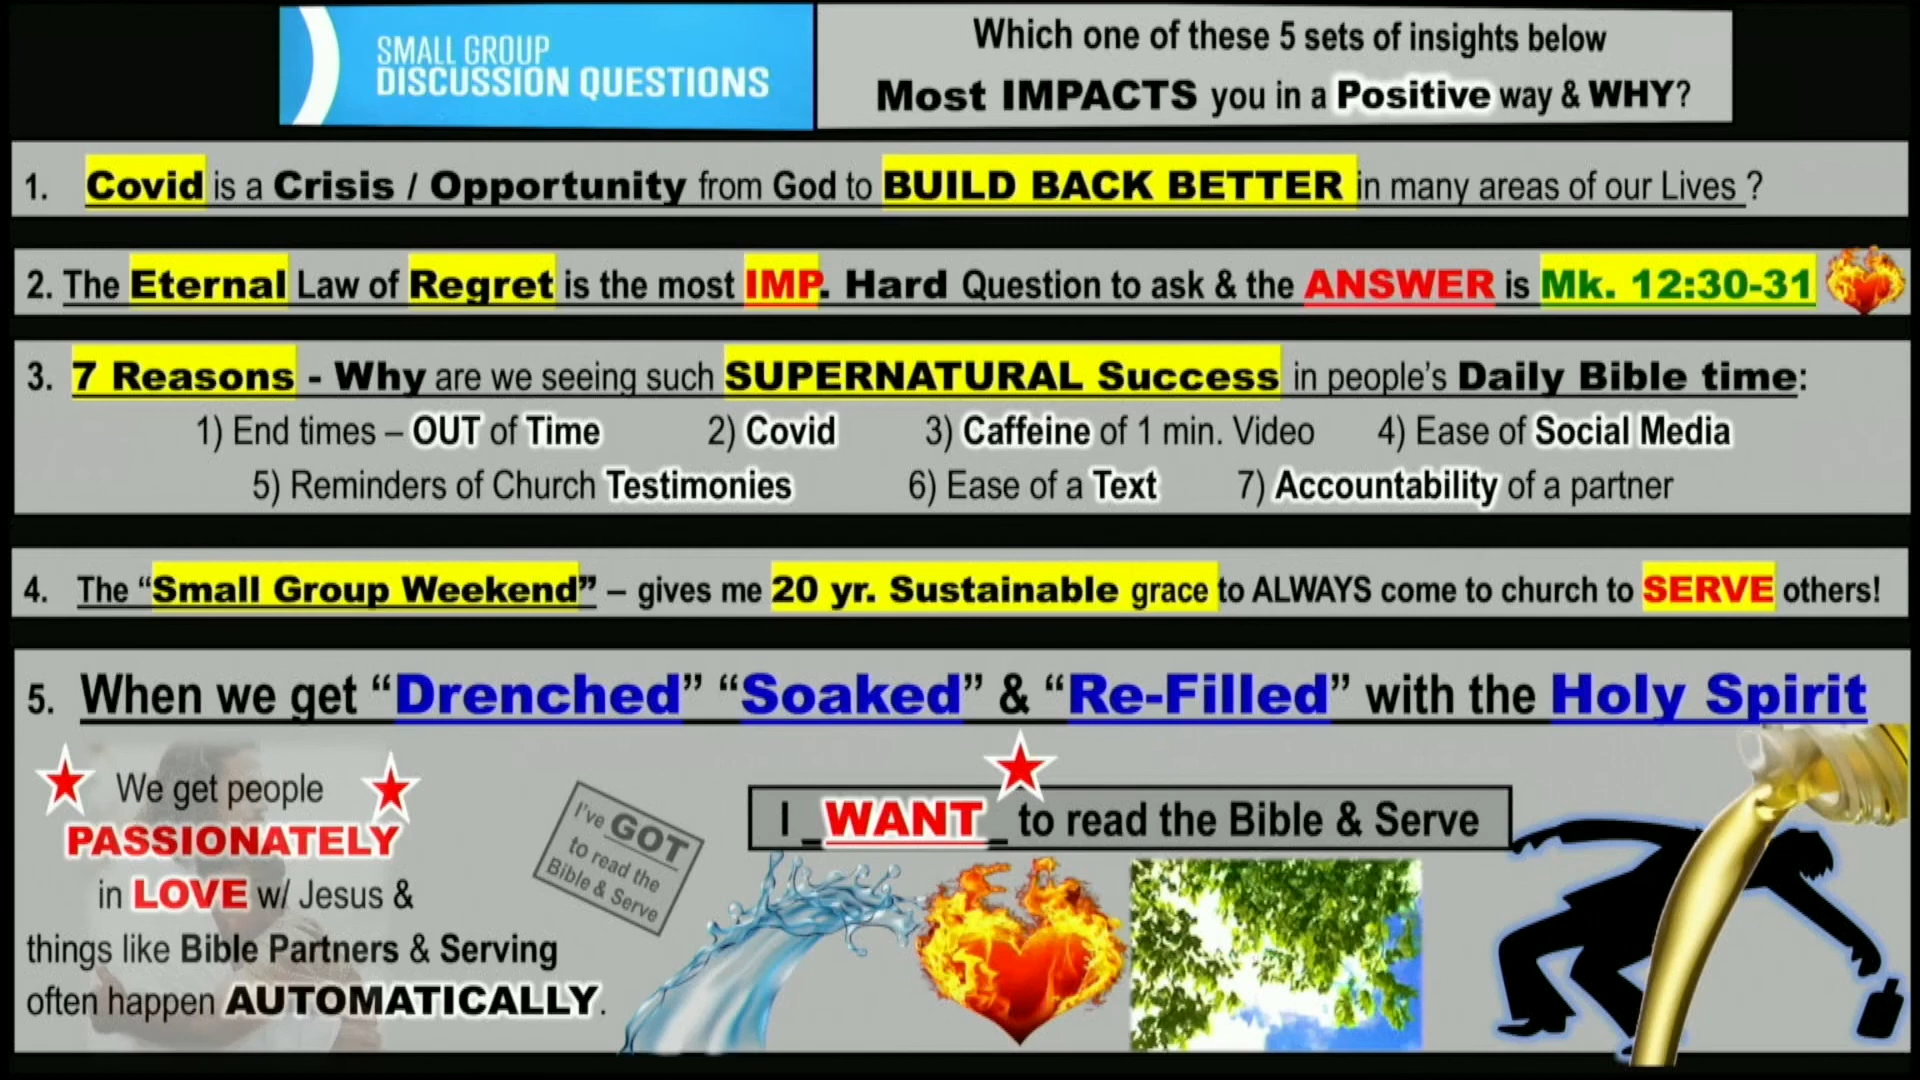 SMALL GROUP
DISCUSSION QUESTIONS
Which one of these 5 sets of insights below
Most IMPACTS you in a Positive way & WHY?
1. Covid is a Crisis / Opportunity from God to BUILD BACK BETTER in many areas of our Lives ?
2. The Eternal Law of Regret is the most IMP. Hard Question to ask & the ANSWER is Mk. 12:30-31
3. 7 Reasons - Why are we seeing such SUPERNATURAL Success in people’s Daily Bible time:
1) End times – OUT of Time 2) Covid 3) Caffeine of 1 min. Video 4) Ease of Social Media
5) Reminders of Church Testimonies 6) Ease of a Text 7) Accountability of a partner
4. The “Small Group Weekend” – gives me 20 yr. Sustainable grace to ALWAYS come to church to SERVE others!
5. When we get “Drenched” “Soaked” & “Re-Filled” with the Holy Spirit
We get people
PASSIONATELY
in LOVE w/ Jesus &
things like Bible Partners & Serving
often happen AUTOMATICALLY.
I’ve GOT
to read the
Bible & Serve
I _WANT_ to read the Bible & Serve